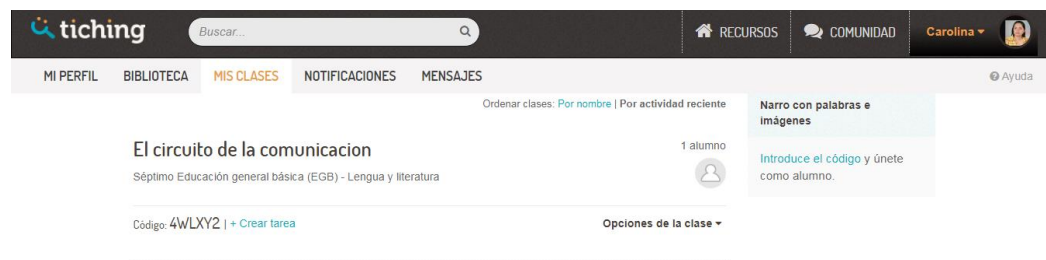 tiching Buscar... RECURSOS COMUNIDAD Carolina
MI PERFIL BIBLIOTECA MIS CLASES NOTIFICACIONES MENSAJES Ayuda
Ordenar clases: Por nombre | Por actividad reciente
El circuito de la comunicacion
1 alumno
Séptimo Educación general básica (EGB) - Lengua y literatura
Código: 4WLXY2 | + Crear tarea
Opciones de la clase
Narro con palabras e
imágenes
Introduce el código y únete
como alumno.